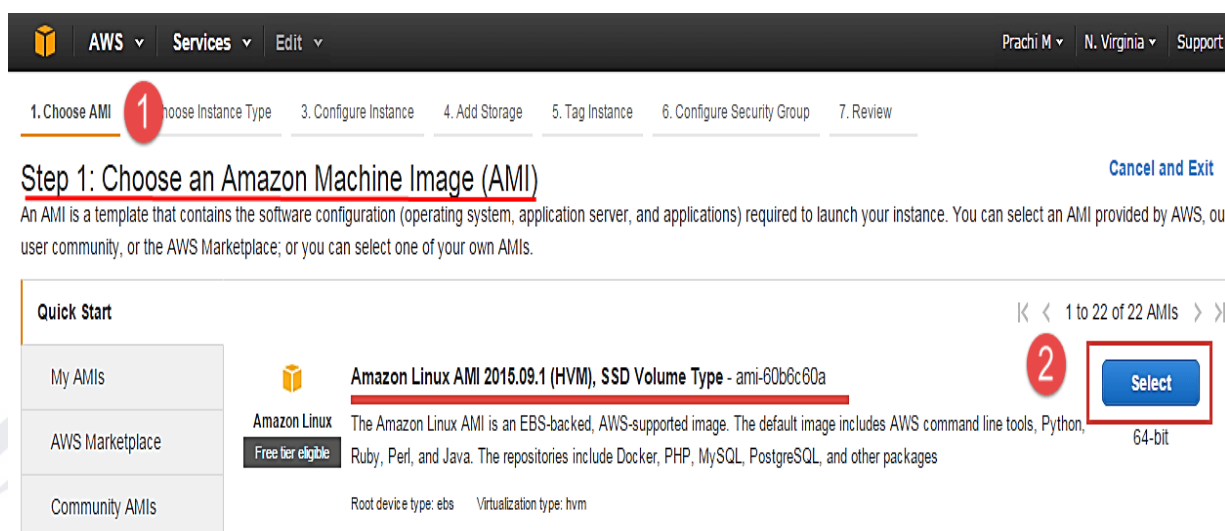 AWS Services Edit Prachi M N. Virginia Support
1. Choose AMI 1 hoose Instance Type 3. Configure Instance 4. Add Storage 5. Tag Instance 6. Configure Security Group 7. Review
Step 1: Choose an Amazon Machine Image (AMI)
Cancel and Exit
An AMI is a template that contains the software configuration (operating system, application server, and applications) required to launch your instance. You can select an AMI provided by AWS, ou
user community, or the AWS Marketplace; or you can select one of your own AMIs.
Quick Start
1 to 22 of 22 AMIs
My AMIs
AWS Marketplace
Community AMIs
Amazon Linux
Free tier eligible
Amazon Linux AMI 2015.09.1 (HVM), SSD Volume Type - ami-60b6c60a
The Amazon Linux AMI is an EBS-backed, AWS-supported image. The default image includes AWS command line tools, Python,
Ruby, Perl, and Java. The repositories include Docker, PHP, MySQL, PostgreSQL, and other packages
Root device type: ebs Virtualization type: hvm
2
Select
64-bit